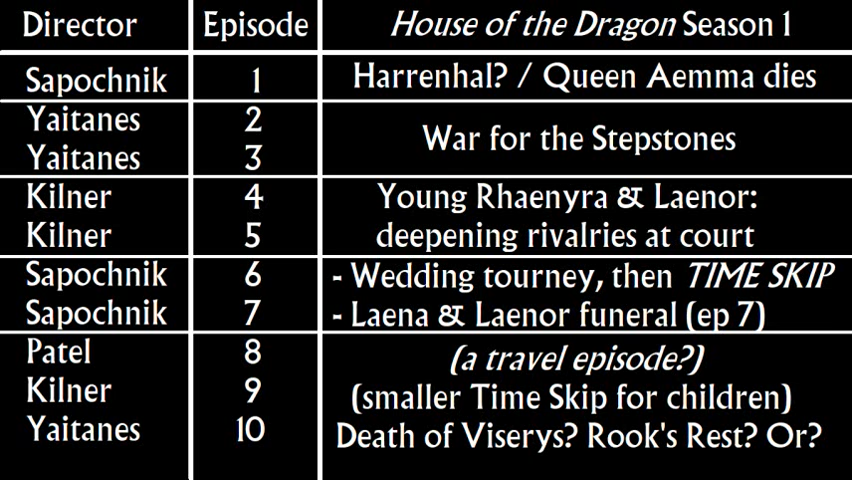 Director Episode House of the Dragon Season 1
Sapochnik 1 Harrenhal? / Queen Aemma dies
Yaitanes 2
War for the Stepstones
Yaitanes 3
Kilner 4 Young Rhaenyra & Laenor:
Kilner 5 deepening rivalries at court
Sapochnik 6 - Wedding tourney, then TIME SKIP
Sapochnik 7 - Laena & Laenor funeral (ep 7)
Patel 8 (a travel episode?)
Kilner 9 (smaller Time Skip for children)
Yaitanes 10 Death of Viserys? Rook's Rest? Or?